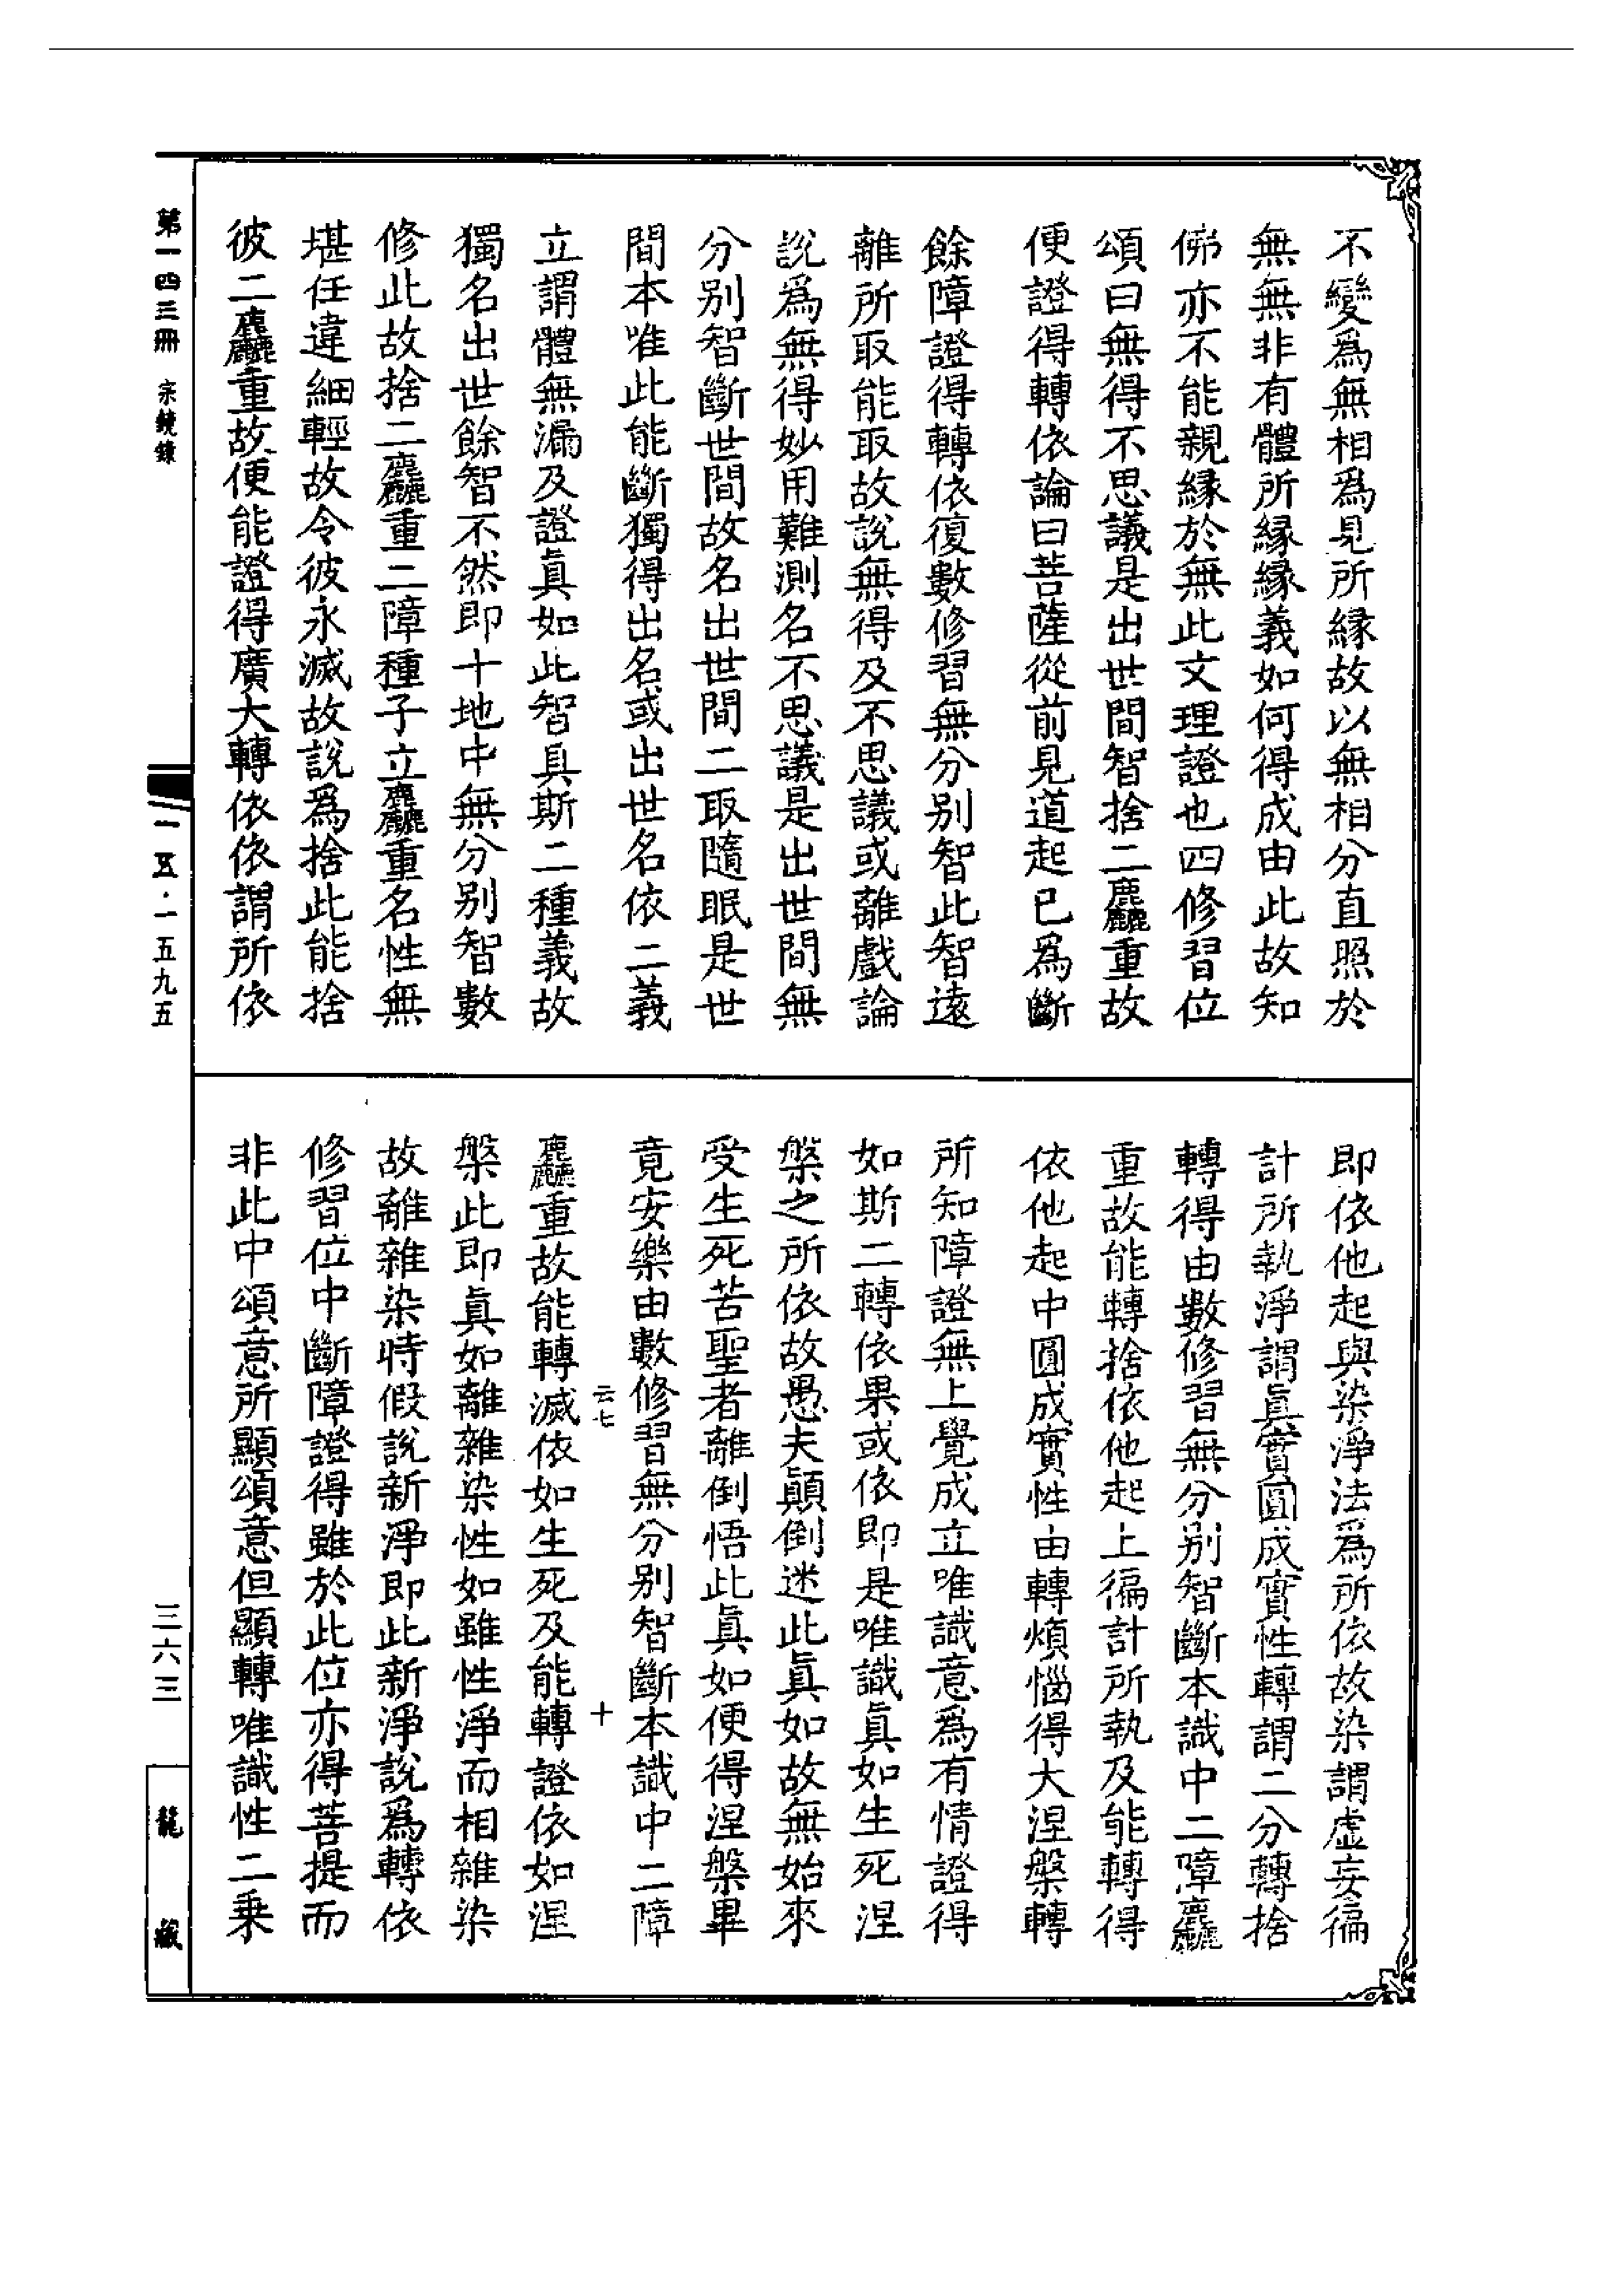 不變爲無相爲見所緣故以無相分直照於
無無非有體所緣緣義如何得成由此故知
佛亦不能親緣於無此文理證也四修習位
頌曰無得不思議是出世間智捨二麤重故
便證得轉依論曰菩薩從前見道起已爲斷
餘障證得轉依復數修習無分別智此智遠
離所取能取故說無得及不思議或離戲論
說爲無得妙用難測名不思議是出世間無
分別智斷世間故名出世間二取隨眠是世
間本唯此能斷獨得出名或出世名依二義
立謂體無漏及證眞如此智具斯二種義故
獨名出世餘智不然即十地中無分別智數
修此故捨二麤重二障種子立麤重名性無
堪任違細輕故令彼永滅故說爲捨此能捨
彼二麤重故便能證得廣大轉依依謂所依
即依他起與染淨法爲所依故染謂虛妄徧
計所執淨謂眞實圓成實性轉謂二分轉捨
轉得由數修習無分別智斷本識中二障麤
重故能轉捨依他起上徧計所執及能轉得
依他起中圓成實性由轉煩惱得大涅槃轉
所知障證無上覺成立唯識意爲有情證得
如斯二轉依果或依即是唯識眞如生死涅
槃之所依故愚夫顚倒迷此眞如故無始來
受生死苦聖者離倒悟此眞如便得涅槃畢
竟安樂由數修習無分別智斷本識中二障
云七 十
麤重故能轉滅依如生死及能轉證依如涅
槃此即眞如離雜染性如雖性淨而相雜染
故離雜染時假說新淨即此新淨說爲轉依
修習位中斷障證得雖於此位亦得菩提而
非此中頌意所顯頌意但顯轉唯識性二乘
第一四三冊 宗鏡錄
一五·一五九五
三六三
龍藏